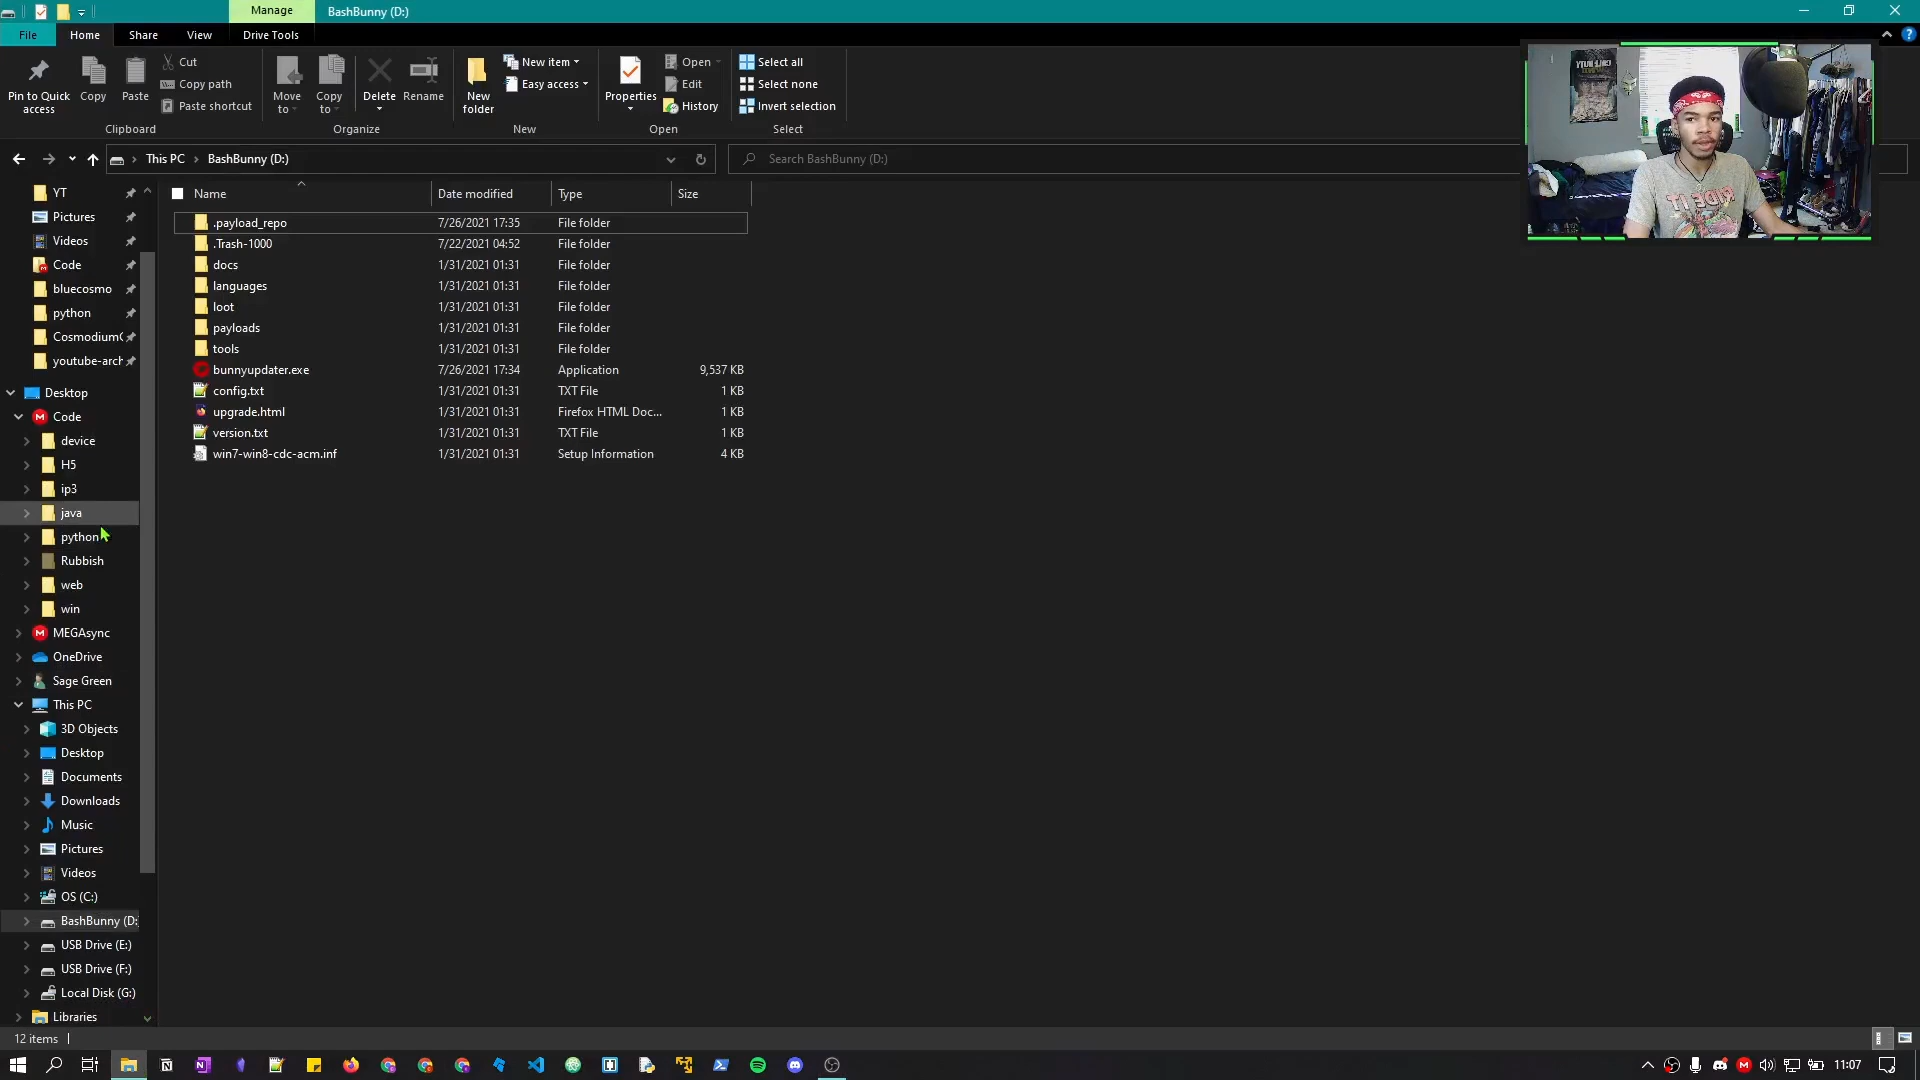 Manage
BashBunny (D:)
File
Home
Share
View
Drive Tools
Pin to Quick access
Copy
Paste
Cut
Copy path
Paste shortcut
Clipboard
Move to
Copy to
Delete
Rename
Organize
New folder
New item
Easy access
New
Properties
Open
Edit
History
Open
Select all
Select none
Invert selection
Select
This PC > BashBunny (D:)
Search BashBunny (D:)
YT
Pictures
Videos
Code
bluecosmo
python
Cosmodium
youtube-arch
Desktop
Code
device
H5
ip3
java
python
Rubbish
web
win
MEGAsync
OneDrive
Sage Green
This PC
3D Objects
Desktop
Documents
Downloads
Music
Pictures
Videos
OS (C:)
BashBunny (D:
USB Drive (E:)
USB Drive (F:)
Local Disk (G:)
Libraries
Name Date modified Type Size
.payload_repo 7/26/2021 17:35 File folder
.Trash-1000 7/22/2021 04:52 File folder
docs 1/31/2021 01:31 File folder
languages 1/31/2021 01:31 File folder
loot 1/31/2021 01:31 File folder
payloads 1/31/2021 01:31 File folder
tools 1/31/2021 01:31 File folder
bunnyupdater.exe 7/26/2021 17:34 Application 9,537 KB
config.txt 1/31/2021 01:31 TXT File 1 KB
upgrade.html 1/31/2021 01:31 Firefox HTML Doc... 1 KB
version.txt 1/31/2021 01:31 TXT File 1 KB
win7-win8-cdc-acm.inf 1/31/2021 01:31 Setup Information 4 KB
RIDE IT
12 items
11:07